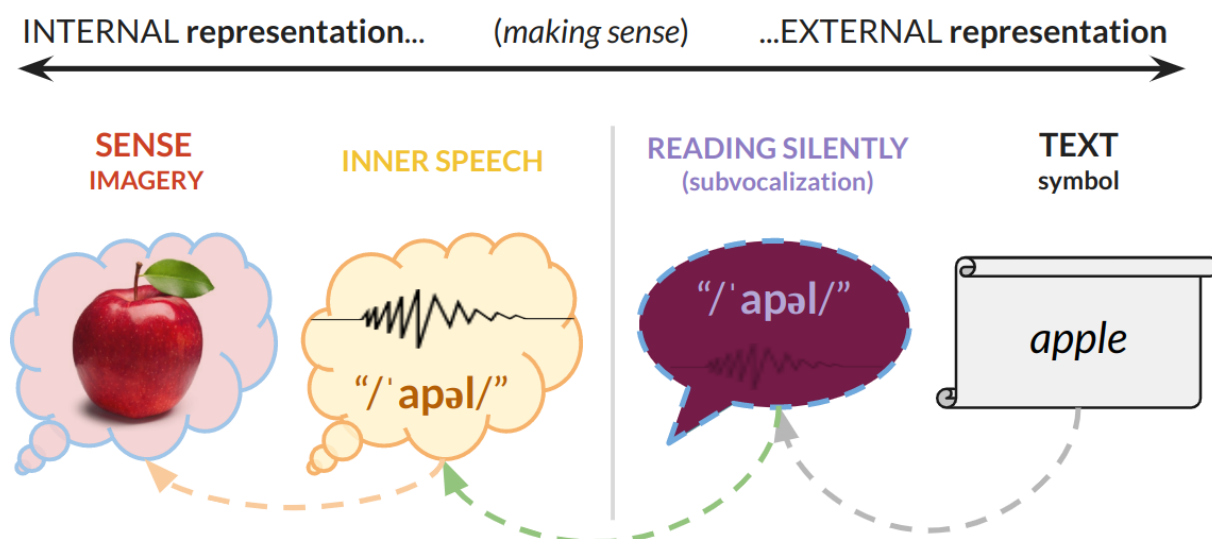 INTERNAL representation... (making sense) ...EXTERNAL representation
SENSE
IMAGERY
INNER SPEECH
READING SILENTLY
(subvocalization)
TEXT
symbol
“/ˈapəl/”
“/ˈapəl/”
apple